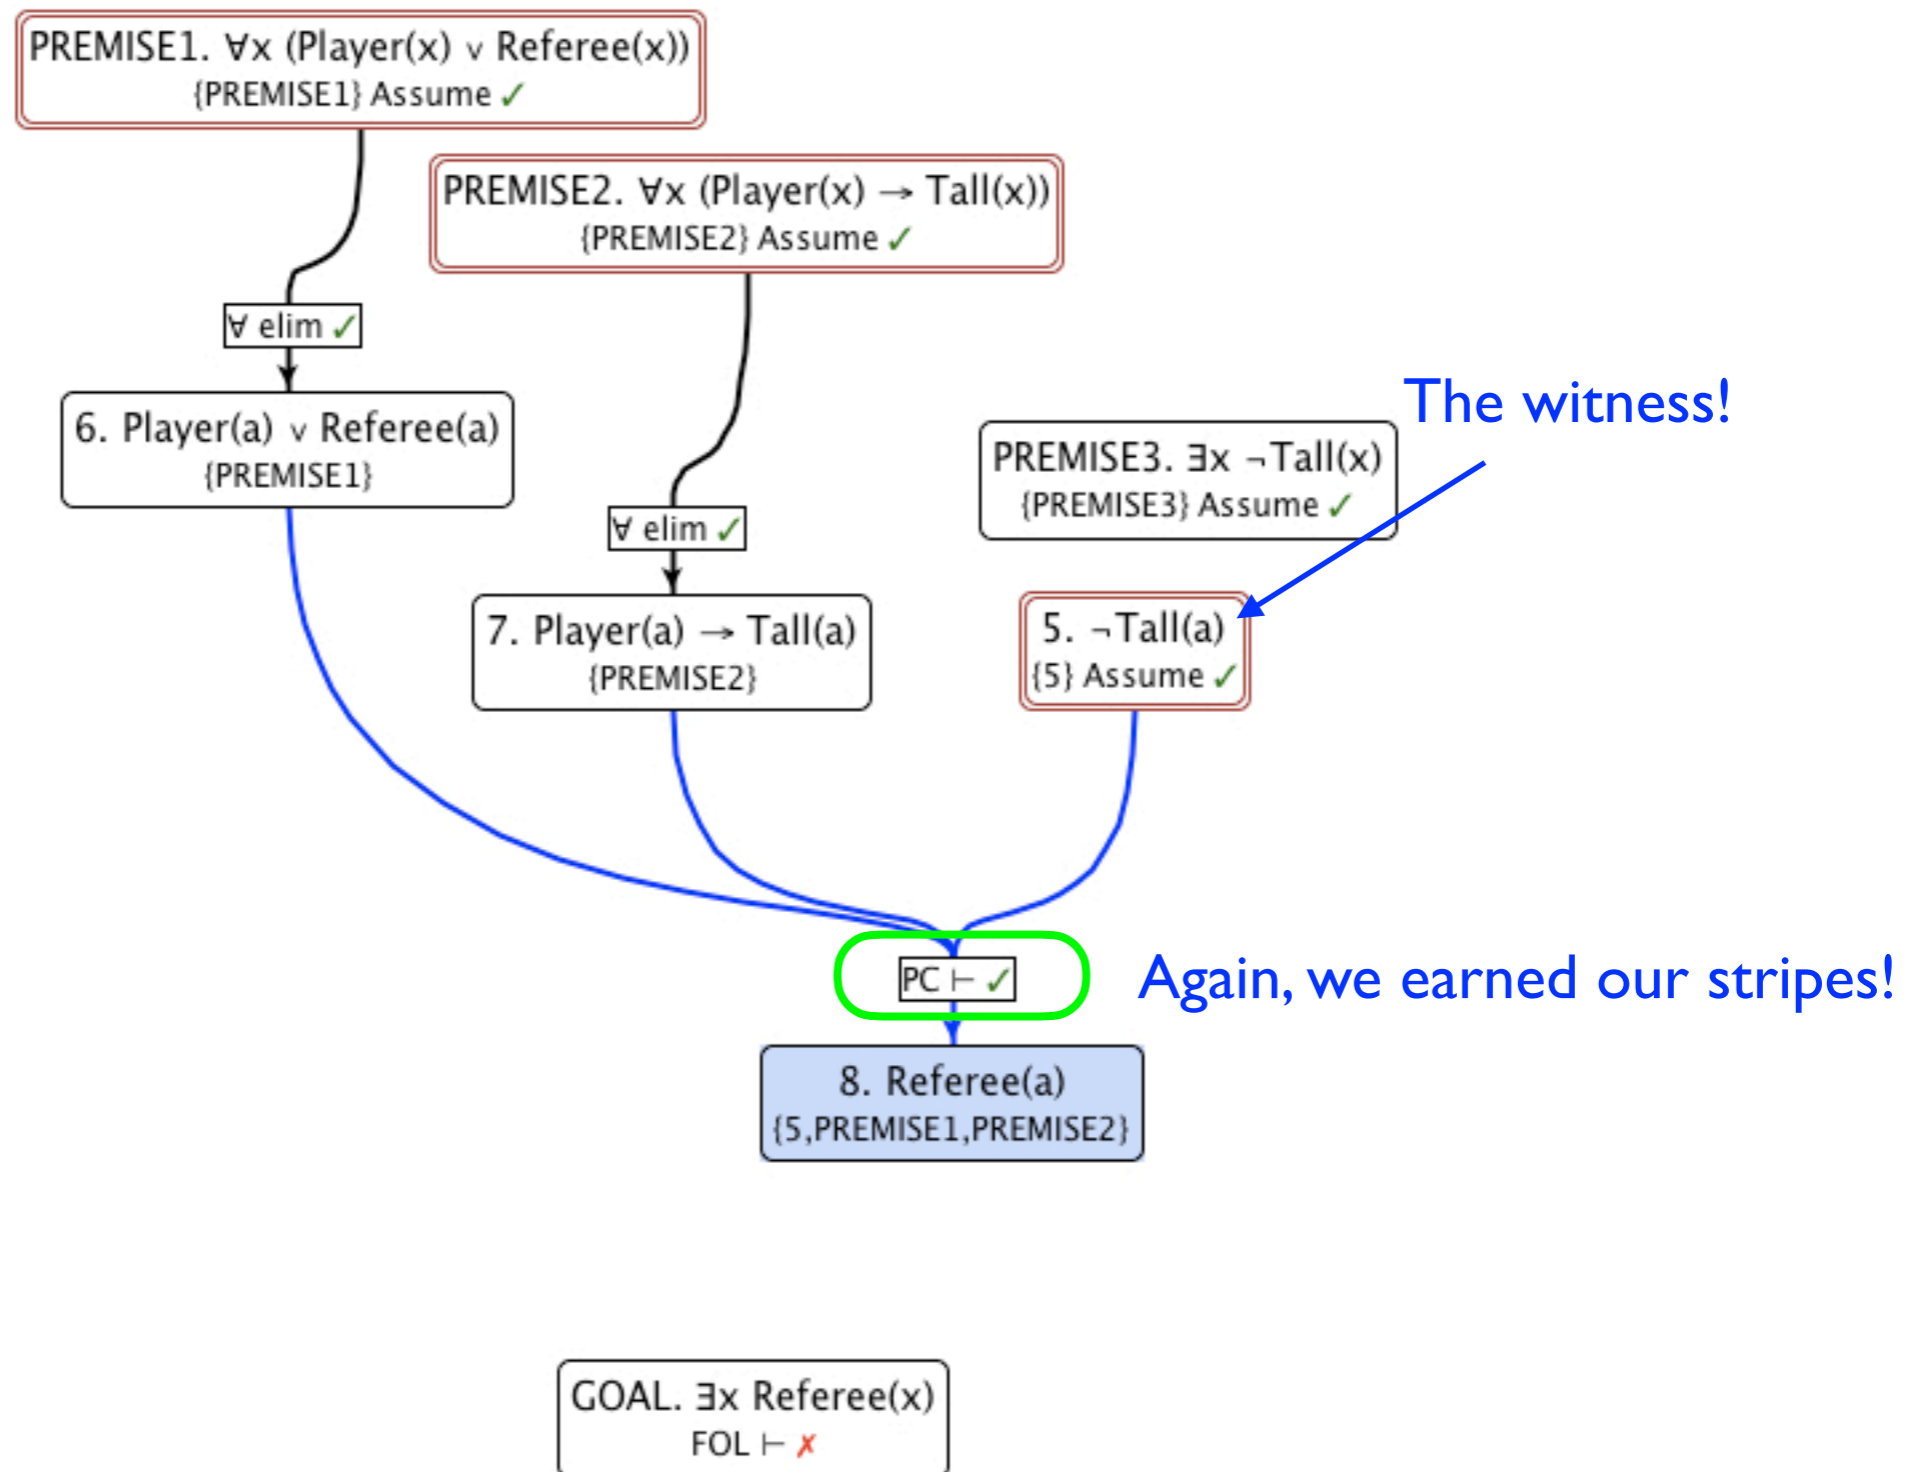 PREMISE1. ∀x (Player(x) ∨ Referee(x))
{PREMISE1} Assume ✓
PREMISE2. ∀x (Player(x) → Tall(x))
{PREMISE2} Assume ✓
∀ elim ✓
The witness!
6. Player(a) ∨ Referee(a)
{PREMISE1}
PREMISE3. ∃x ¬Tall(x)
{PREMISE3} Assume ✓
∀ elim ✓
7. Player(a) → Tall(a)
{PREMISE2}
5. ¬Tall(a)
{5} Assume ✓
PC ⊢ ✓
Again, we earned our stripes!
8. Referee(a)
{5,PREMISE1,PREMISE2}
GOAL. ∃x Referee(x)
FOL ⊢ ✗